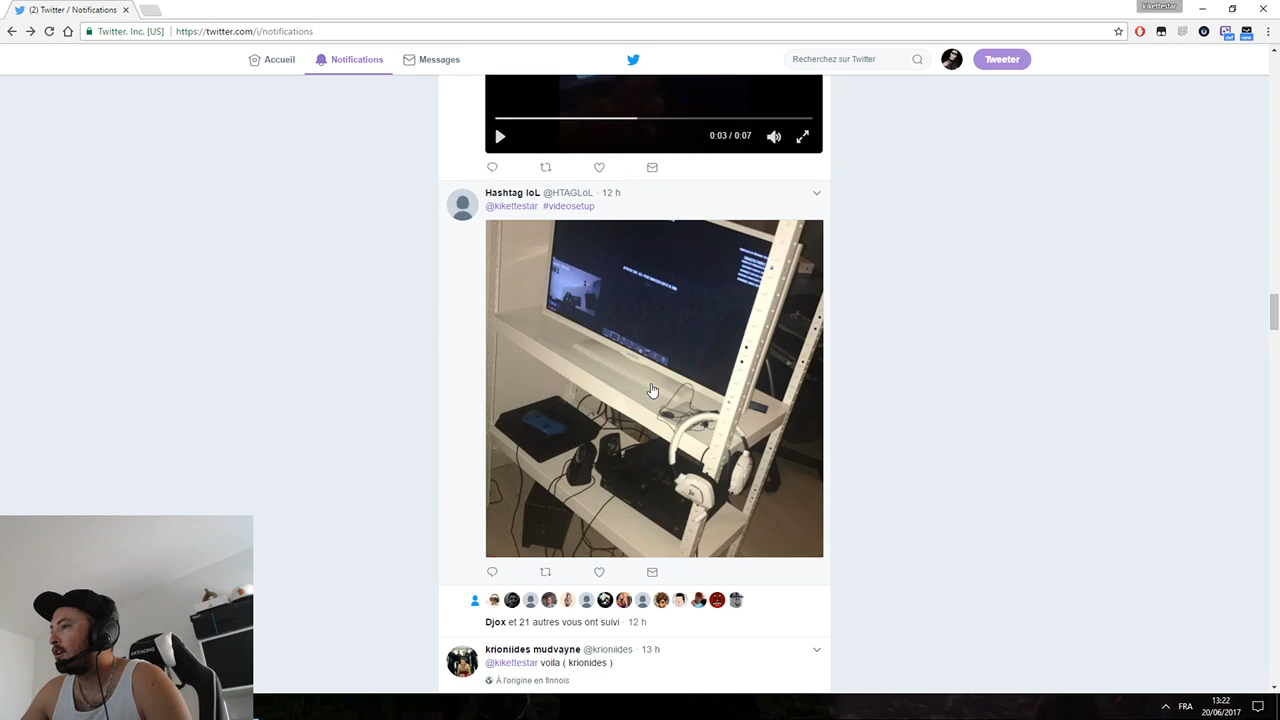 (2) Twitter / Notifications
kikettestar
Twitter, Inc. [US]
https://twitter.com/i/notifications
Accueil
Notifications
Messages
Recherchez sur Twitter
Tweeter
0:03 / 0:07
Hashtag loL @HTAGLoL · 12 h
@kikettestar #videosetup
Djox et 21 autres vous ont suivi · 12 h
krioniides mudvayne @krioniides · 13 h
@kikettestar voila ( krionides )
À l'origine en finnois
AKRACING
13:22
FRA
20/06/2017